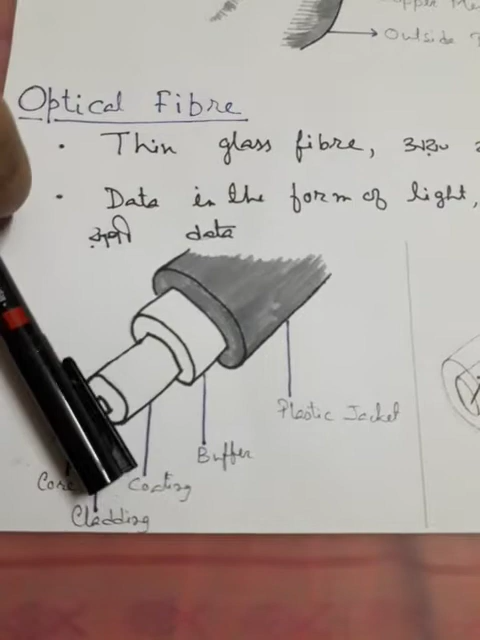 Outside
Optical Fibre
• Thin glass fibre,
• Data in the form of light,
data
Plastic Jacket
Buffer
Core Coating
Cladding